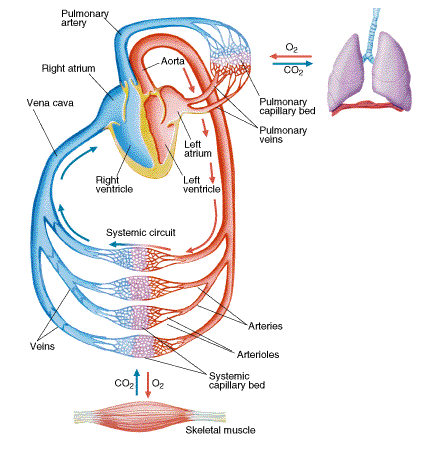 Pulmonary
artery
Aorta
O2
CO2
Right atrium
Vena cava
Pulmonary
capillary bed
Pulmonary
veins
Left
atrium
Right
ventricle
Left
ventricle
Systemic circuit
Arteries
Veins
Arterioles
Systemic
capillary bed
CO2
O2
Skeletal muscle